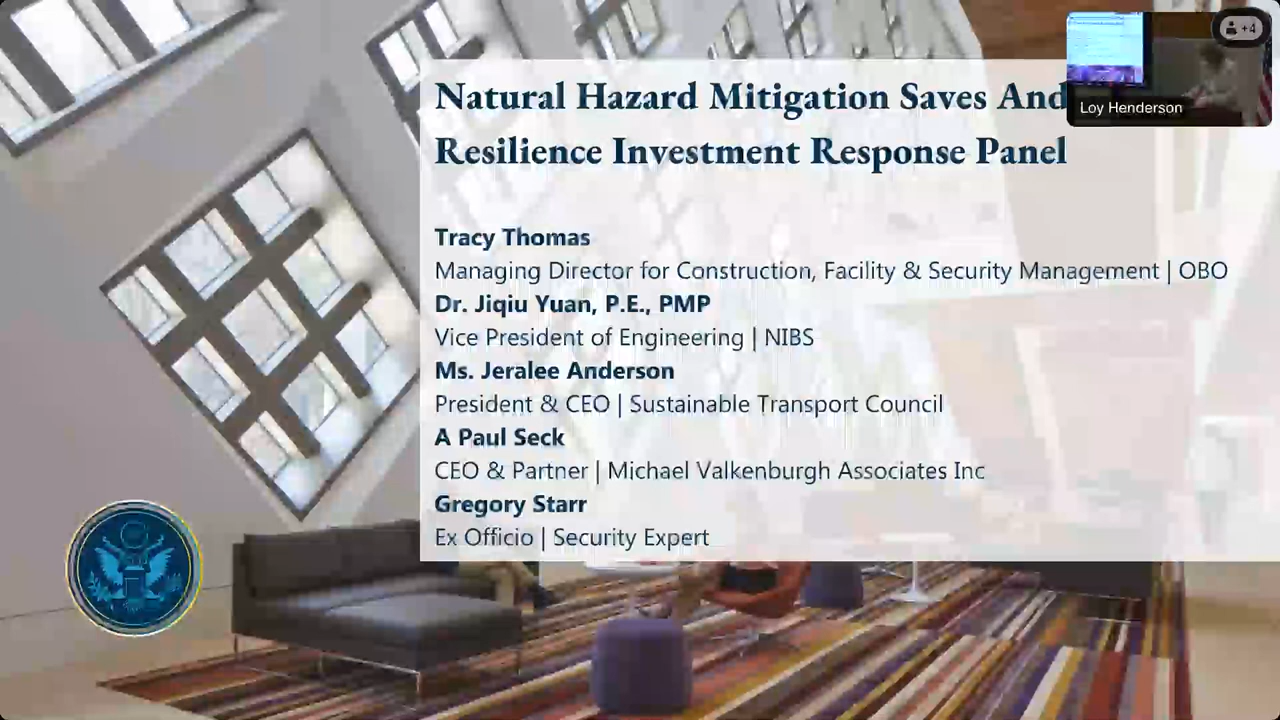 Natural Hazard Mitigation Saves And
Resilience Investment Response Panel
+4
Loy Henderson
Tracy Thomas
Managing Director for Construction, Facility & Security Management | OBO
Dr. Jiqiu Yuan, P.E., PMP
Vice President of Engineering | NIBS
Ms. Jeralee Anderson
President & CEO | Sustainable Transport Council
A Paul Seck
CEO & Partner | Michael Valkenburgh Associates Inc
Gregory Starr
Ex Officio | Security Expert